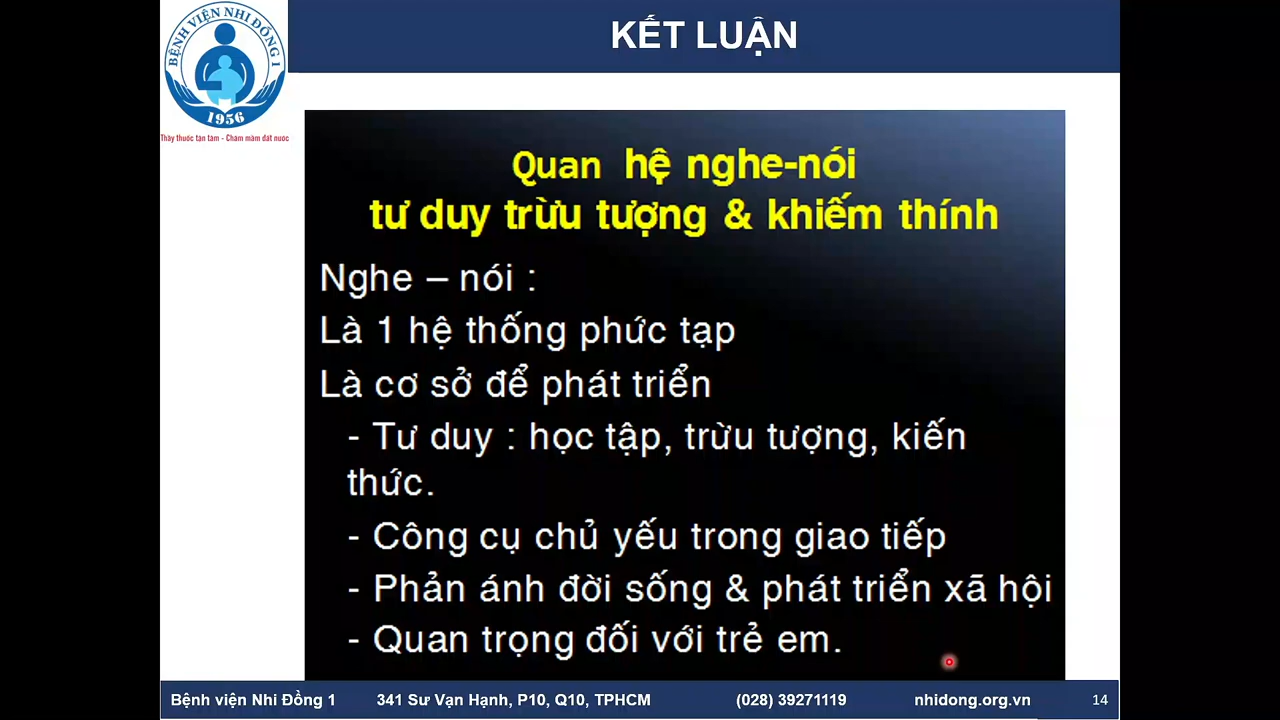 BỆNH VIỆN NHI ĐỒNG 1
1956
Thầy thuốc tận tâm - Chăm mầm đất nước
KẾT LUẬN
Quan hệ nghe-nói
tư duy trừu tượng & khiếm thính
Nghe – nói :
Là 1 hệ thống phức tạp
Là cơ sở để phát triển
- Tư duy : học tập, trừu tượng, kiến
thức.
- Công cụ chủ yếu trong giao tiếp
- Phản ánh đời sống & phát triển xã hội
- Quan trọng đối với trẻ em.
Bệnh viện Nhi Đồng 1 341 Sư Vạn Hạnh, P10, Q10, TPHCM (028) 39271119 nhidong.org.vn 14